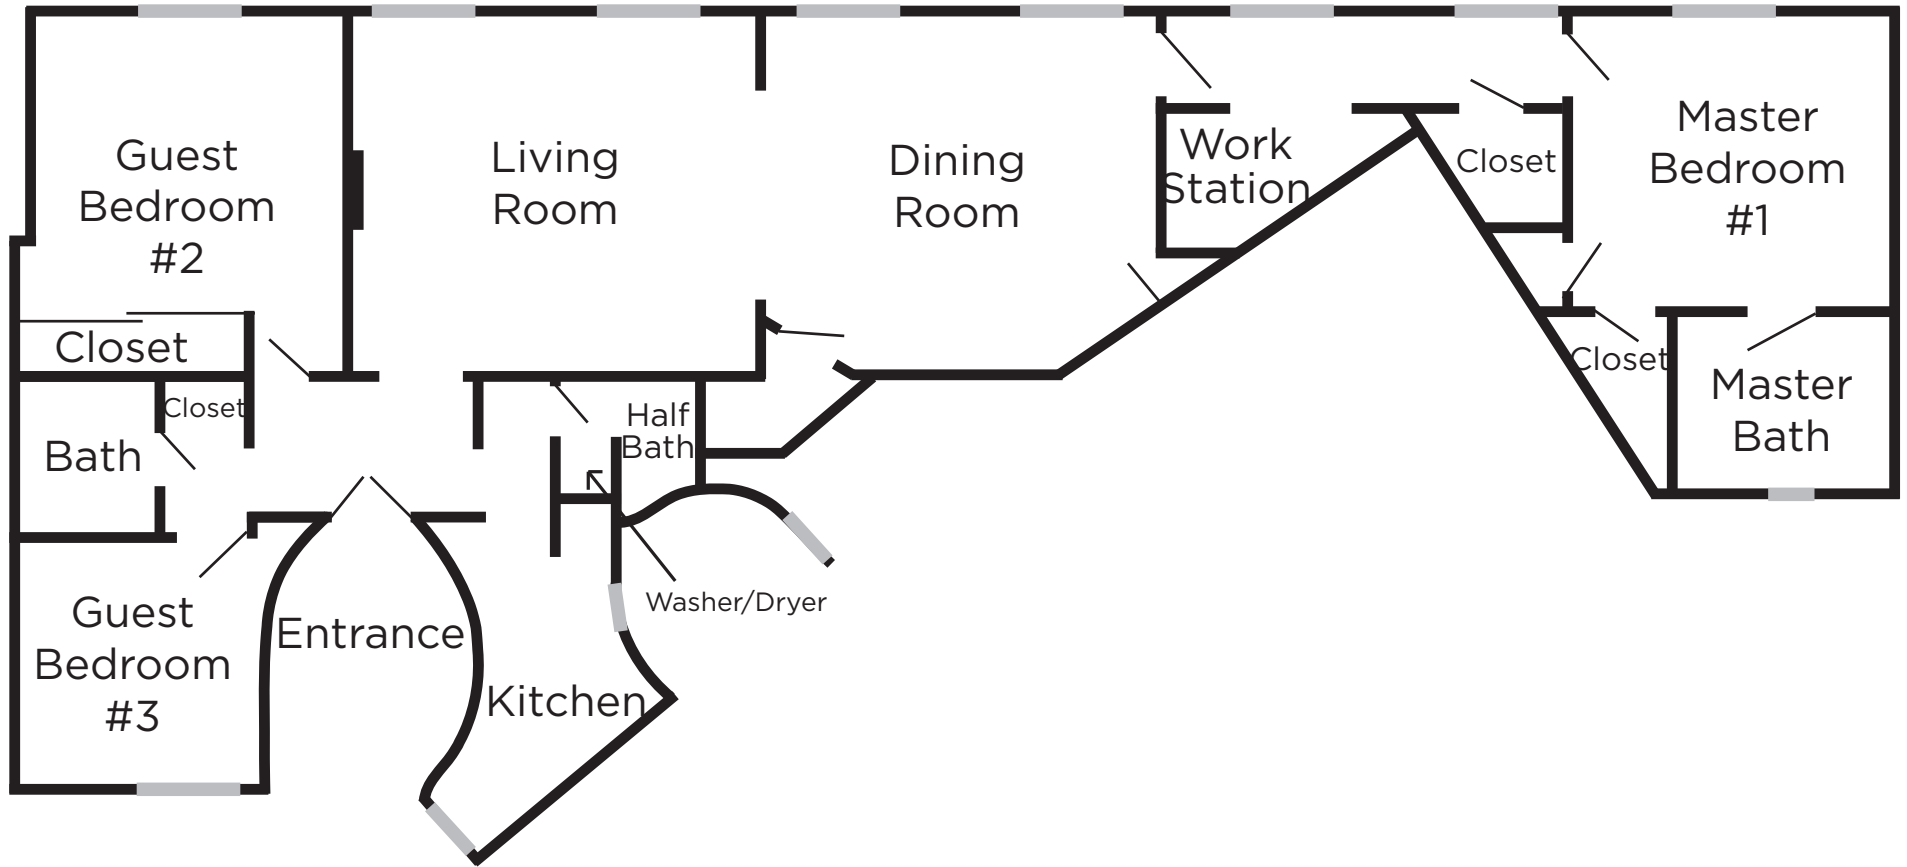 Guest
Bedroom
#2
Living
Room
Dining
Room
Work
Station
Closet
Master
Bedroom
#1
Closet
Closet
Bath
Closet
Half
Bath
Master
Bath
Washer/Dryer
Guest
Bedroom
#3
Entrance
Kitchen